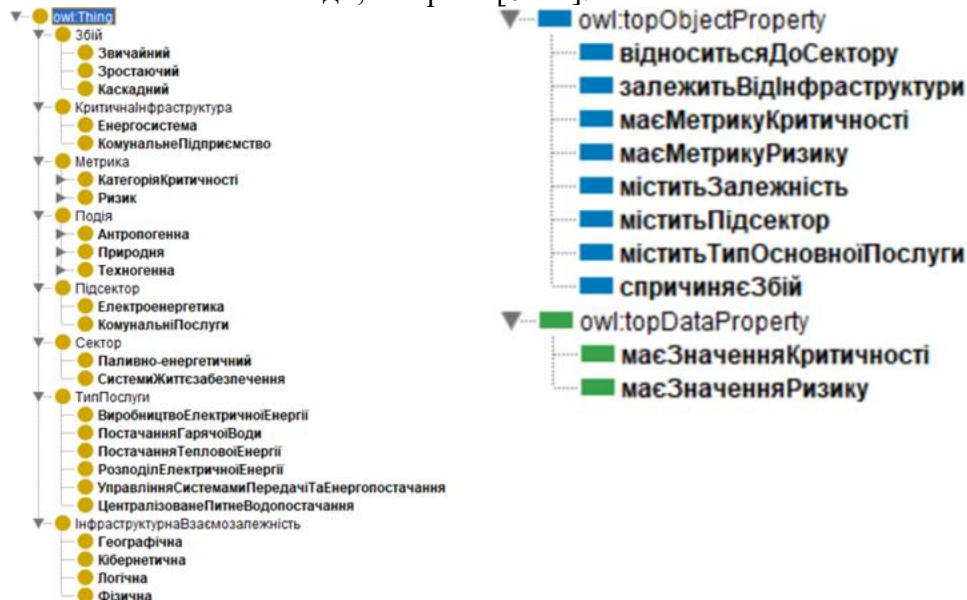 owl:Thing
Збій
Звичайний
Зростаючий
Каскадний
КритичнаІнфраструктура
Енергосистема
КомунальнеПідприємство
Метрика
КатегоріяКритичності
Ризик
Подія
Антропогенна
Природня
Техногенна
Підсектор
Електроенергетика
КомунальніПослуги
Сектор
Паливно-енергетичний
СистемиЖиттєзабезпечення
ТипПослуги
ВиробництвоЕлектричноїЕнергії
ПостачанняГарячоїВоди
ПостачанняТепловоїЕнергії
РозподілЕлектричноїЕнергії
УправлінняСистемамиПередачіТаЕнергопостачання
ЦентралізованеПитнеВодопостачання
ІнфраструктурнаВзаємозалежність
Географічна
Кібернетична
Логічна
Фізична
owl:topObjectProperty
відноситьсяДоСектору
залежитьВідІнфраструктури
маєМетрикуКритичності
маєМетрикуРизику
міститьЗалежність
міститьПідсектор
міститьТипОсновноїПослуги
спричиняєЗбій
owl:topDataProperty
маєЗначенняКритичності
маєЗначенняРизику